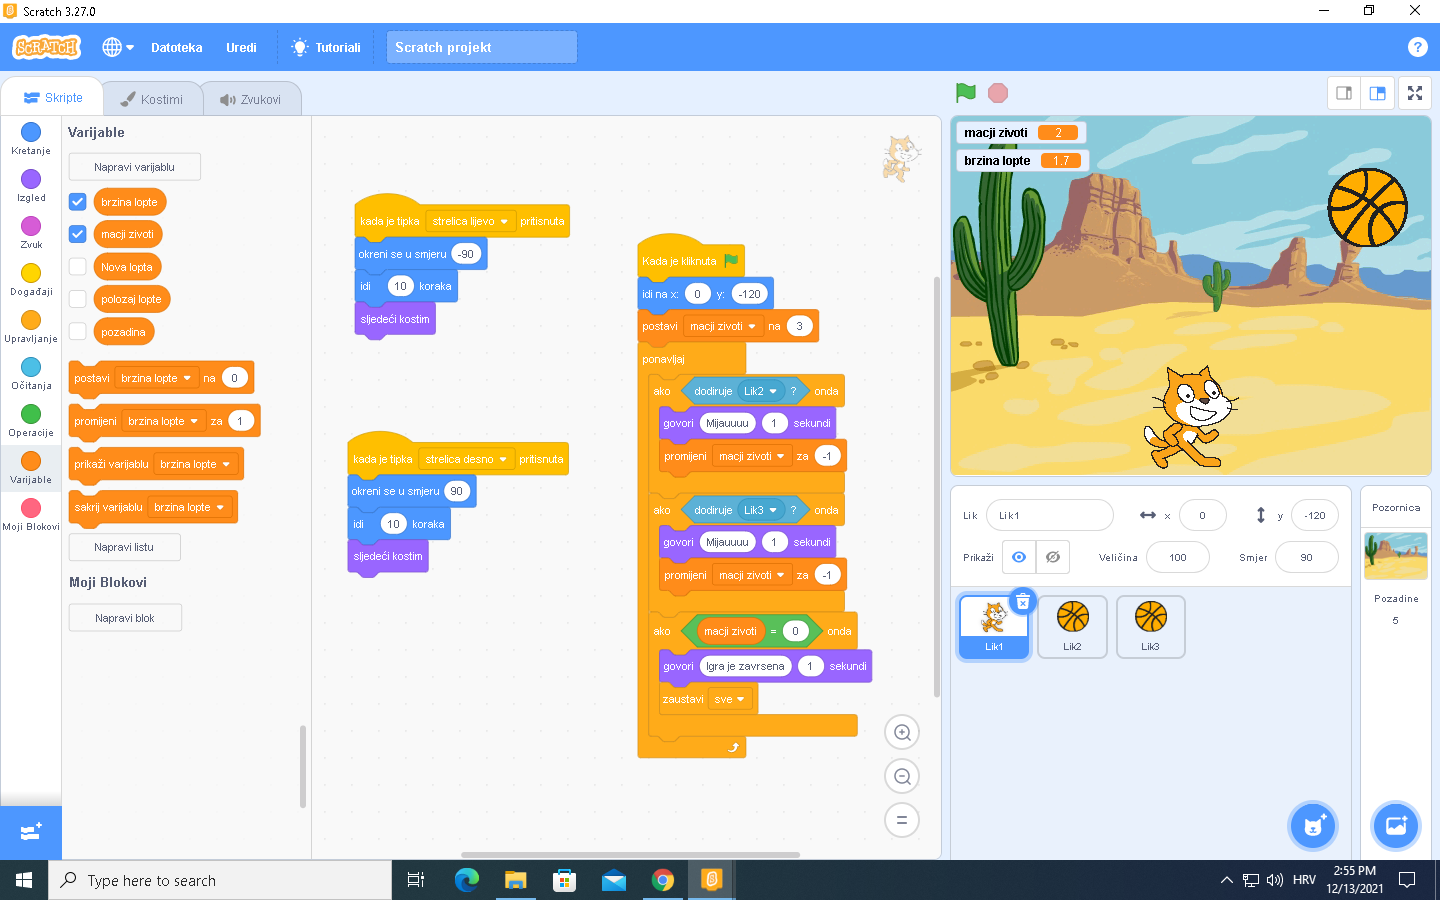 Scratch 3.27.0
SCRATCH
Datoteka
Uredi
Tutoriali
Scratch projekt
?
Skripte
Kostimi
Zvukovi
Kretanje
Izgled
Zvuk
Događaji
Upravljanje
Očitanja
Operacije
Varijable
Moji Blokovi
Varijable
Napravi varijablu
brzina lopte
macji zivoti
Nova lopta
polozaj lopte
pozadina
postavi brzina lopte na 0
promijeni brzina lopte za 1
prikaži varijablu brzina lopte
sakrij varijablu brzina lopte
Napravi listu
Moji Blokovi
Napravi blok
kada je tipka strelica lijevo pritisnuta
okreni se u smjeru -90
idi 10 koraka
sljedeći kostim
kada je tipka strelica desno pritisnuta
okreni se u smjeru 90
idi 10 koraka
sljedeći kostim
Kada je kliknuta
idi na x: 0 y: -120
postavi macji zivoti na 3
ponavljaj
ako dodiruje Lik2 ? onda
govori Mijauuuu 1 sekundi
promijeni macji zivoti za -1
ako dodiruje Lik3 ? onda
govori Mijauuuu 1 sekundi
promijeni macji zivoti za -1
ako macji zivoti = 0 onda
govori Igra je zavrsena 1 sekundi
zaustavi sve
macji zivoti 2
brzina lopte 1.7
Lik Lik1 x 0 y -120
Prikaži Veličina 100 Smjer 90
Lik1
Lik2
Lik3
Pozornica
Pozadine
5
Type here to search
HRV
2:55 PM
12/13/2021